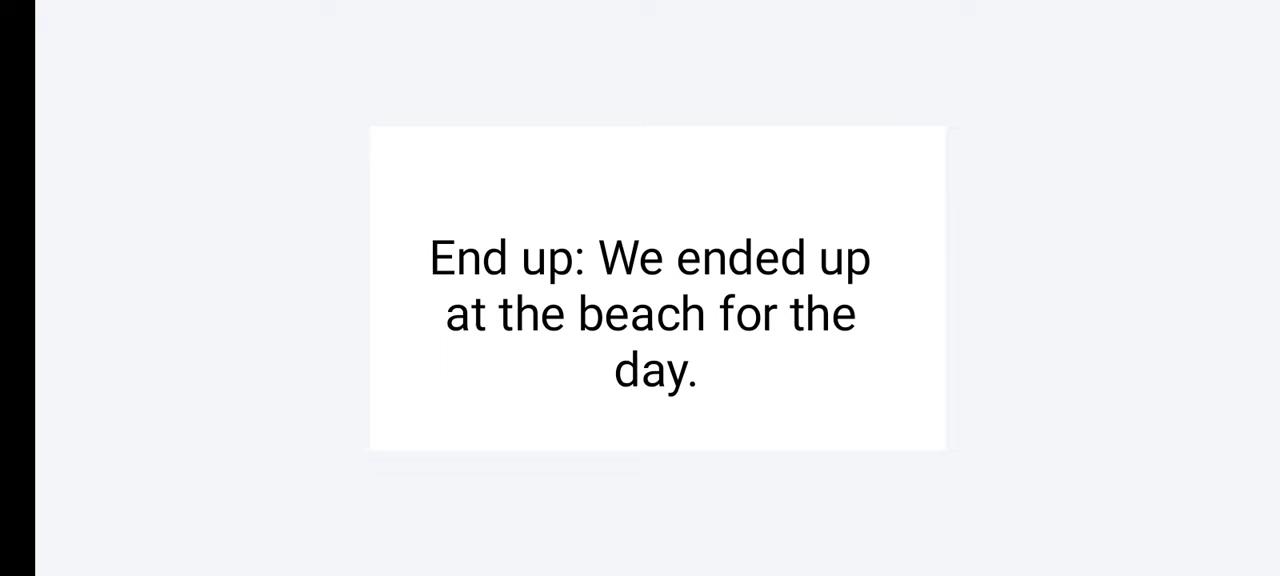 End up: We ended up
at the beach for the
day.